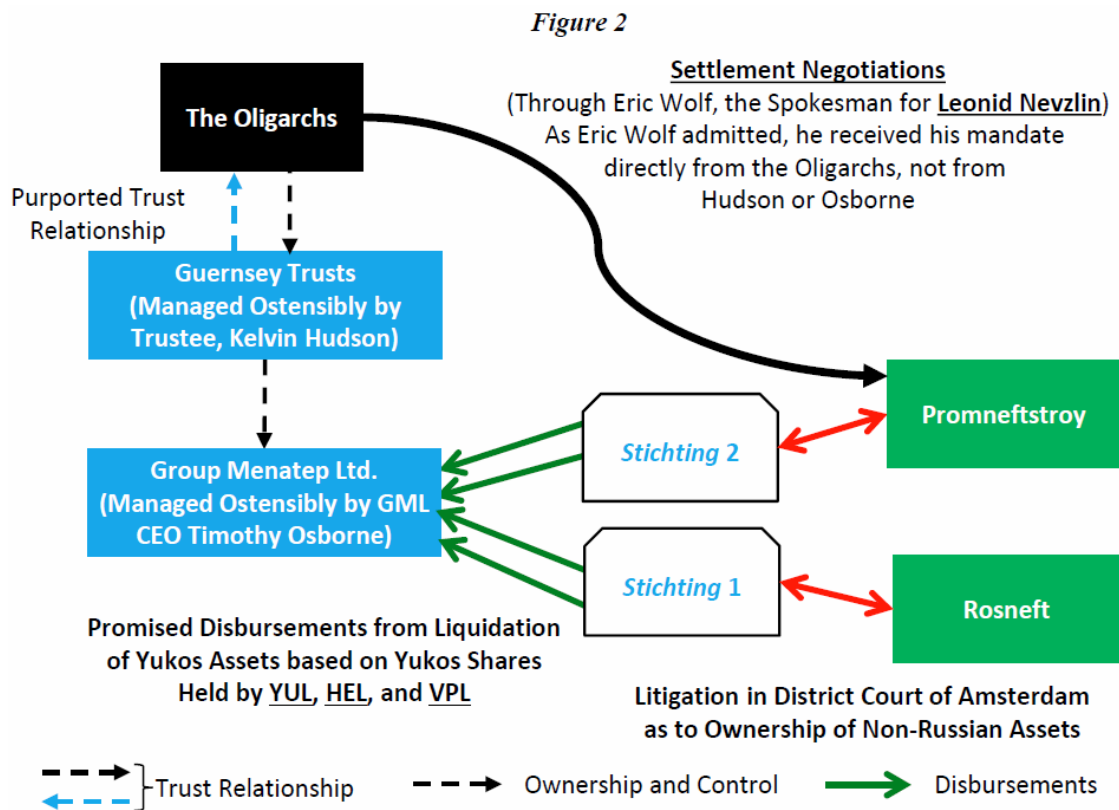 Figure 2
Settlement Negotiations
(Through Eric Wolf, the Spokesman for Leonid Nevzlin)
As Eric Wolf admitted, he received his mandate
directly from the Oligarchs, not from
Hudson or Osborne
The Oligarchs
Purported Trust
Relationship
Guernsey Trusts
(Managed Ostensibly by
Trustee, Kelvin Hudson)
Promneftstroy
Stichting 2
Group Menatep Ltd.
(Managed Ostensibly by GML
CEO Timothy Osborne)
Stichting 1
Rosneft
Promised Disbursements from Liquidation
of Yukos Assets based on Yukos Shares
Held by YUL, HEL, and VPL
Litigation in District Court of Amsterdam
as to Ownership of Non-Russian Assets
Trust Relationship
Ownership and Control
Disbursements